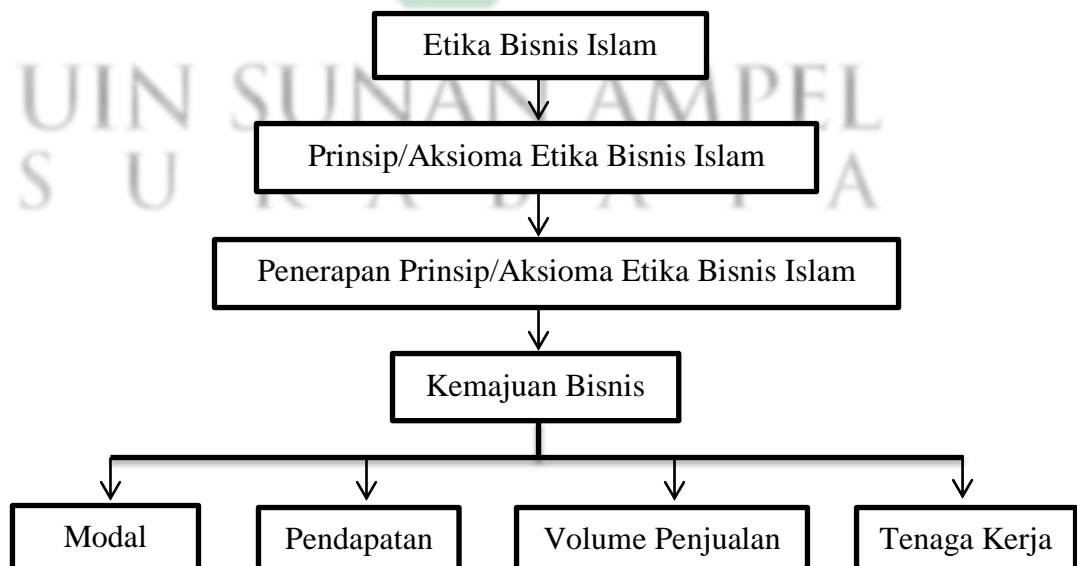 Etika Bisnis Islam
UIN SUNAN AMPEL
Prinsip/Aksioma Etika Bisnis Islam
S U R A B A Y A
Penerapan Prinsip/Aksioma Etika Bisnis Islam
Kemajuan Bisnis
Modal
Pendapatan
Volume Penjualan
Tenaga Kerja